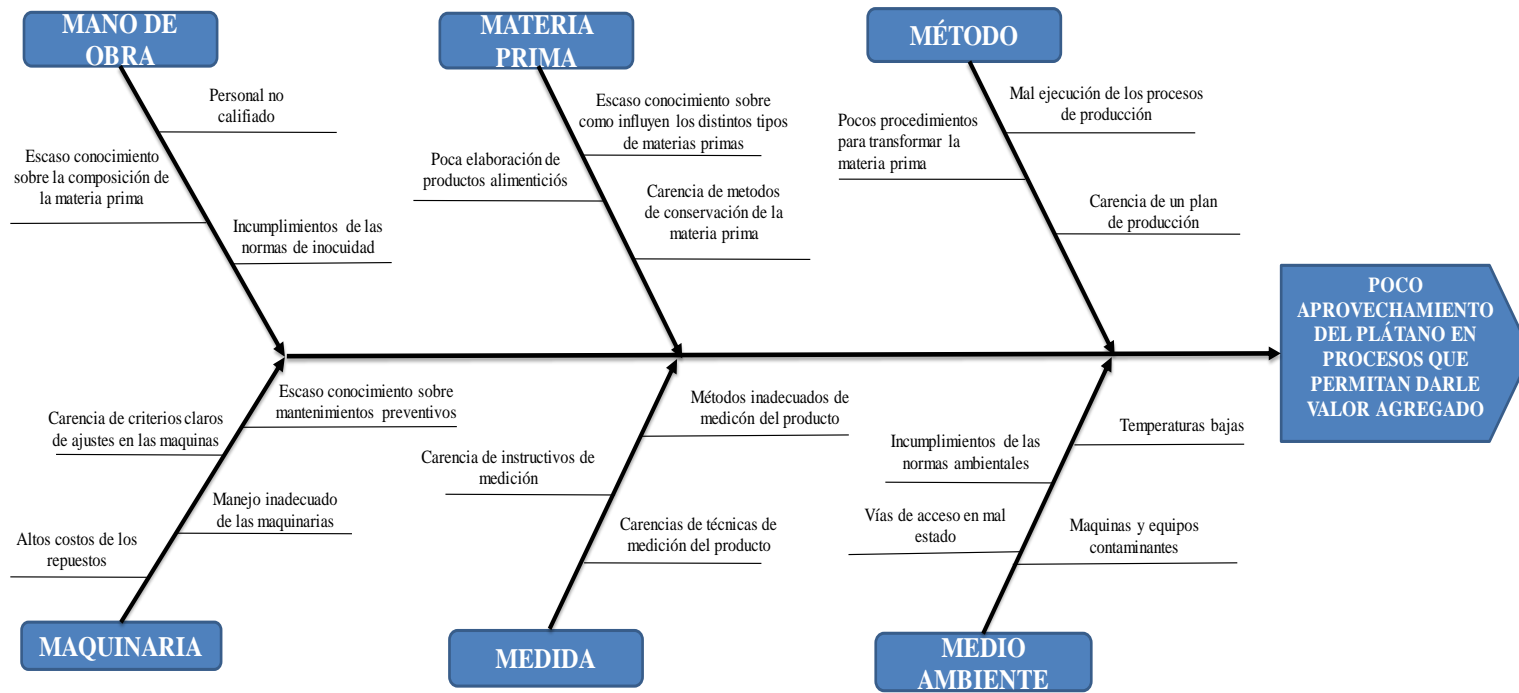 MANO DE
OBRA
MATERIA
PRIMA
MÉTODO
Personal no
califiado
Escaso conocimiento
sobre la composición de
la materia prima
Incumplimientos de las
normas de inocuidad
Escaso conocimiento sobre
como influyen los distintos tipos
de materias primas
Poca elaboración de
productos alimenticiós
Carencia de metodos
de conservación de la
materia prima
Mal ejecución de los procesos
de producción
Pocos procedimientos
para transformar la
materia prima
Carencia de un plan
de producción
POCO
APROVECHAMIENTO
DEL PLÁTANO EN
PROCESOS QUE
PERMITAN DARLE
VALOR AGREGADO
Escaso conocimiento sobre
mantenimientos preventivos
Carencia de criterios claros
de ajustes en las maquinas
Manejo inadecuado
de las maquinarias
Altos costos de los
repuestos
Métodos inadecuados de
medicón del producto
Carencia de instructivos de
medición
Carencias de técnicas de
medición del producto
Temperaturas bajas
Incumplimientos de las
normas ambientales
Vías de acceso en mal
estado
Maquinas y equipos
contaminantes
MAQUINARIA
MEDIDA
MEDIO
AMBIENTE